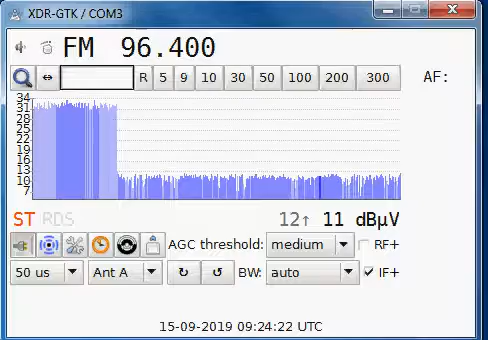 XDR-GTK / COM3
FM 96.400
R 5 9 10 30 50 100 200 300 AF:
34
31
28
25
22
19
16
13
10
7
ST RDS 12↑ 11 dBµV
AGC threshold: medium RF+
50 us Ant A ↻ ↺ BW: auto IF+
15-09-2019 09:24:22 UTC